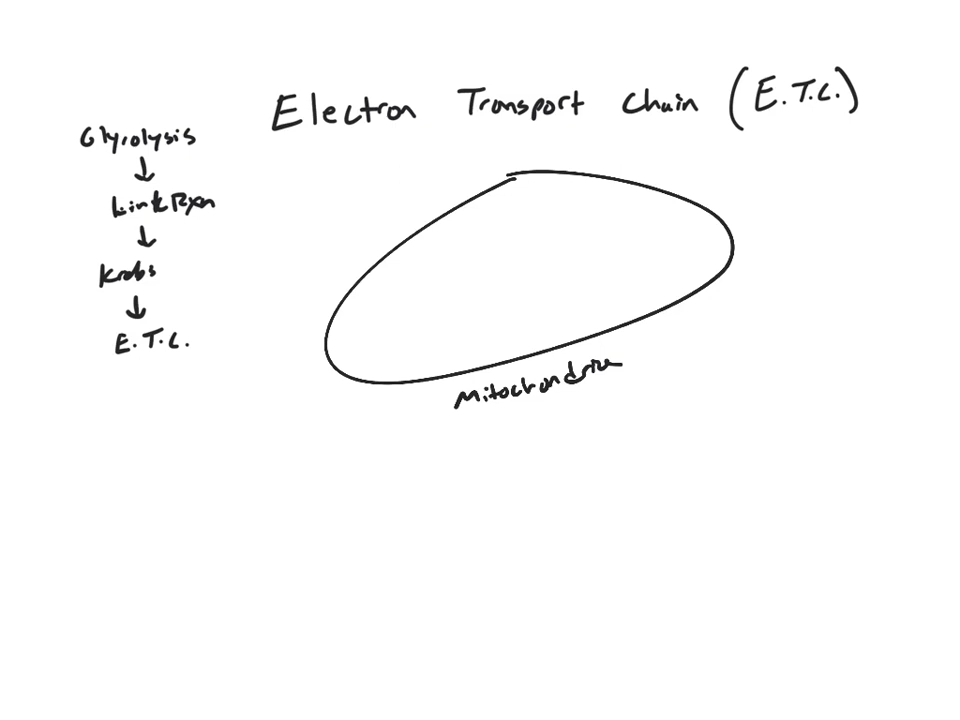 Electron Transport Chain (E.T.C.)
Glycolysis
↓
Link Rxn
↓
Krebs
↓
E.T.C.
Mitochondria